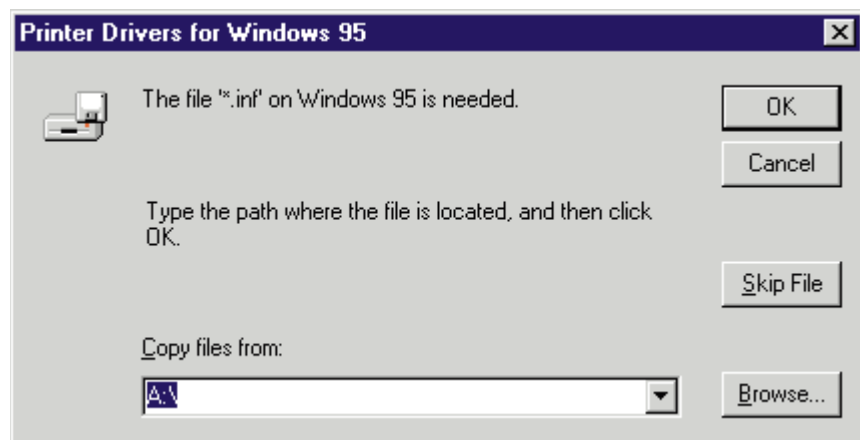 Printer Drivers for Windows 95
The file '*.inf' on Windows 95 is needed.
OK
Cancel
Type the path where the file is located, and then click
OK.
Skip File
Copy files from:
A:\
Browse...